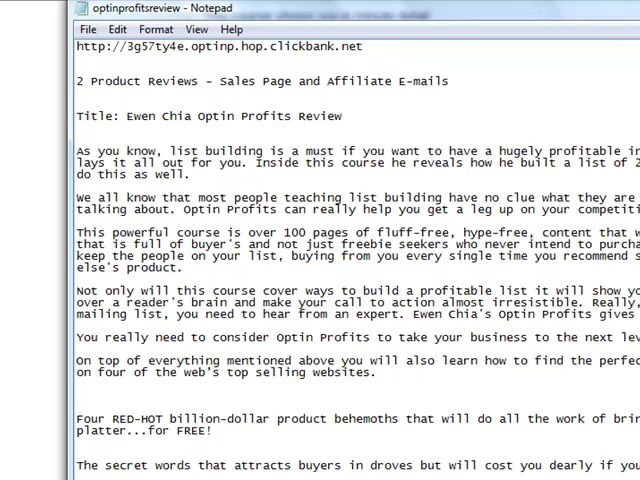 optinprofitsreview - Notepad
File Edit Format View Help
http://3g57ty4e.optinp.hop.clickbank.net
2 Product Reviews - Sales Page and Affiliate E-mails
Title: Ewen Chia Optin Profits Review
As you know, list building is a must if you want to have a hugely profitable
lays it all out for you. Inside this course he reveals how he built a list of
do this as well.
We all know that most people teaching list building have no clue what they are
talking about. Optin Profits can really help you get a leg up on your
This powerful course is over 100 pages of fluff-free, hype-free, content that
that is full of buyer's and not just freebie seekers who never intend to
keep the people on your list, buying from you every single time you recommend
else's product.
Not only will this course cover ways to build a profitable list it will show
over a reader's brain and make your call to action almost irresistible. Really,
mailing list, you need to hear from an expert. Ewen Chia's Optin Profits gives
You really need to consider Optin Profits to take your business to the next
On top of everything mentioned above you will also learn how to find the
on four of the web's top selling websites.
Four RED-HOT billion-dollar product behemoths that will do all the work of
platter...for FREE!
The secret words that attracts buyers in droves but will cost you dearly if